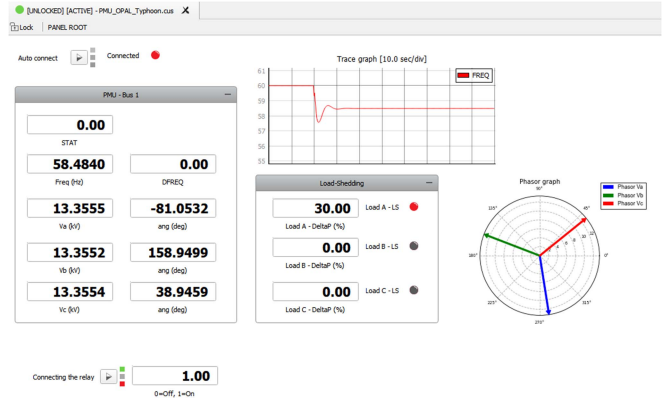 [UNLOCKED] [ACTIVE] - PMU_OPAL_Typhoon.cus
Lock PANEL ROOT
Auto connect Connected
PMU - Bus 1
0.00
STAT
58.4840 0.00
Freq (Hz) DFREQ
13.3555 -81.0532
Va (kV) ang (deg)
13.3552 158.9499
Vb (kV) ang (deg)
13.3554 38.9459
Vc (kV) ang (deg)
Trace graph [10.0 sec/div]
FREQ
61
60
59
58
57
56
55
Load-Shedding
30.00 Load A - LS
Load A - DeltaP (%)
0.00 Load B - LS
Load B - DeltaP (%)
0.00 Load C - LS
Load C - DeltaP (%)
Phasor graph
Phasor Va
Phasor Vb
Phasor Vc
90°
135° 45°
4 6 8 10 12
180° 0°
225° 315°
270°
Connecting the relay 1.00
0=Off, 1=On